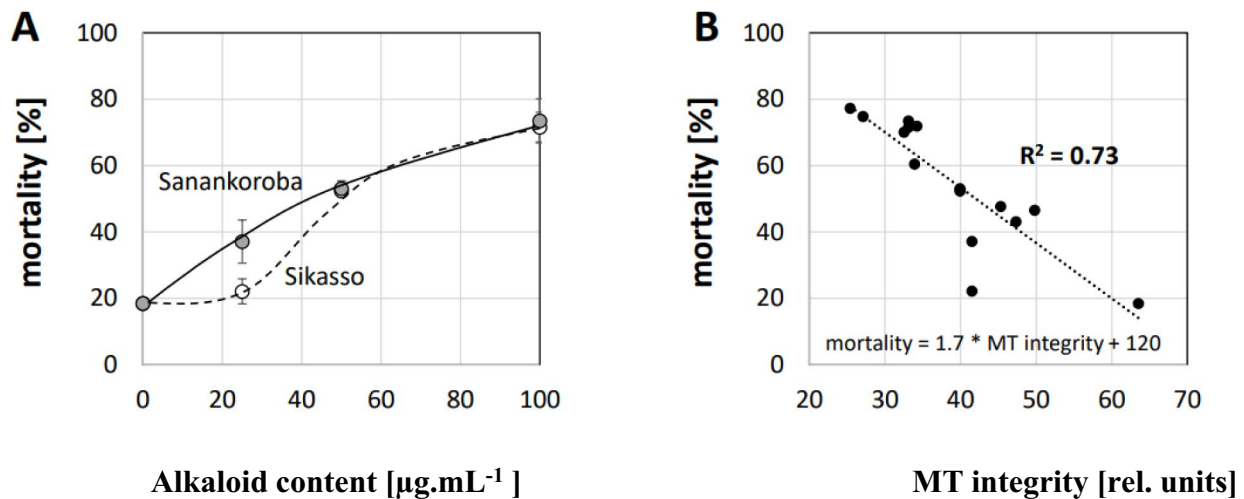 A
mortality [%]
100
80
60
40
20
0
Sanankoroba
Sikasso
0 20 40 60 80 100
Alkaloid content [µg.mL-1 ]
B
mortality [%]
100
80
60
40
20
0
R2 = 0.73
mortality = 1.7 * MT integrity + 120
20 30 40 50 60 70
MT integrity [rel. units]